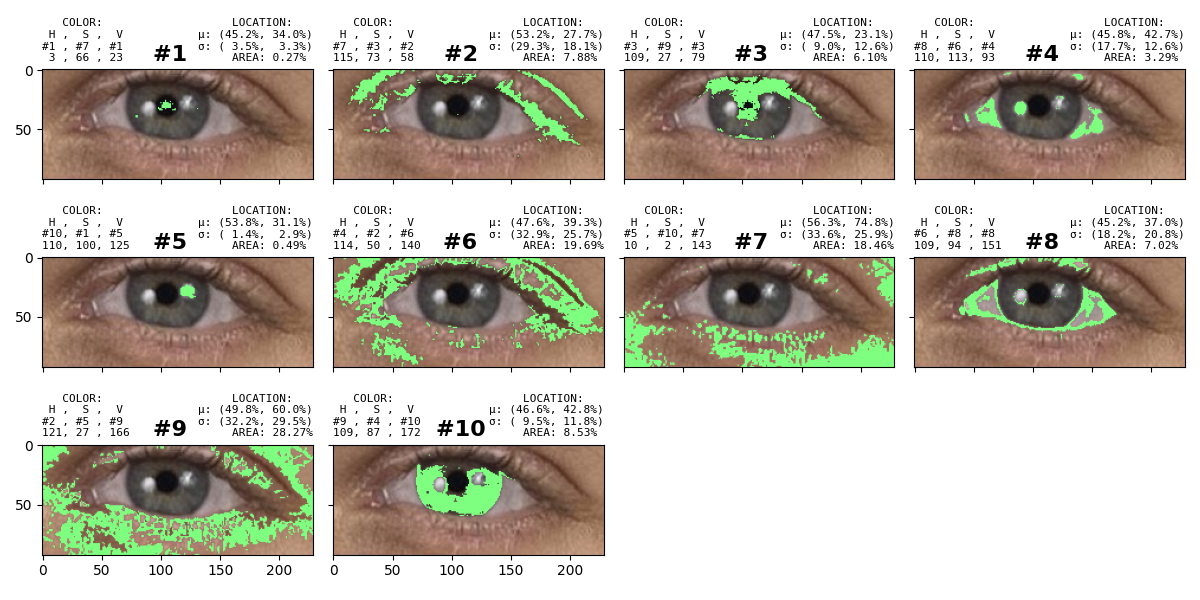 COLOR: LOCATION:
H , S , V μ: (45.2%, 34.0%)
#1 , #7 , #1 #1 σ: ( 3.5%, 3.3%)
3 , 66 , 23 AREA: 0.27%
COLOR: LOCATION:
H , S , V μ: (53.2%, 27.7%)
#7 , #3 , #2 #2 σ: (29.3%, 18.1%)
115, 73 , 58 AREA: 7.88%
COLOR: LOCATION:
H , S , V μ: (47.5%, 23.1%)
#3 , #9 , #3 #3 σ: ( 9.0%, 12.6%)
109, 27 , 79 AREA: 6.10%
COLOR: LOCATION:
H , S , V μ: (45.8%, 42.7%)
#8 , #6 , #4 #4 σ: (17.7%, 12.6%)
110, 113, 93 AREA: 3.29%
0
50
COLOR: LOCATION:
H , S , V μ: (53.8%, 31.1%)
#10, #1 , #5 #5 σ: ( 1.4%, 2.9%)
110, 100, 125 AREA: 0.49%
COLOR: LOCATION:
H , S , V μ: (47.6%, 39.3%)
#4 , #2 , #6 #6 σ: (32.9%, 25.7%)
114, 50 , 140 AREA: 19.69%
COLOR: LOCATION:
H , S , V μ: (56.3%, 74.8%)
#5 , #10, #7 #7 σ: (33.6%, 25.9%)
10 , 2 , 143 AREA: 18.46%
COLOR: LOCATION:
H , S , V μ: (45.2%, 37.0%)
#6 , #8 , #8 #8 σ: (18.2%, 20.8%)
109, 94 , 151 AREA: 7.02%
0
50
COLOR: LOCATION:
H , S , V μ: (49.8%, 60.0%)
#2 , #5 , #9 #9 σ: (32.2%, 29.5%)
121, 27 , 166 AREA: 28.27%
COLOR: LOCATION:
H , S , V μ: (46.6%, 42.8%)
#9 , #4 , #10 #10 σ: ( 9.5%, 11.8%)
109, 87 , 172 AREA: 8.53%
0
50
0 50 100 150 200
0 50 100 150 200